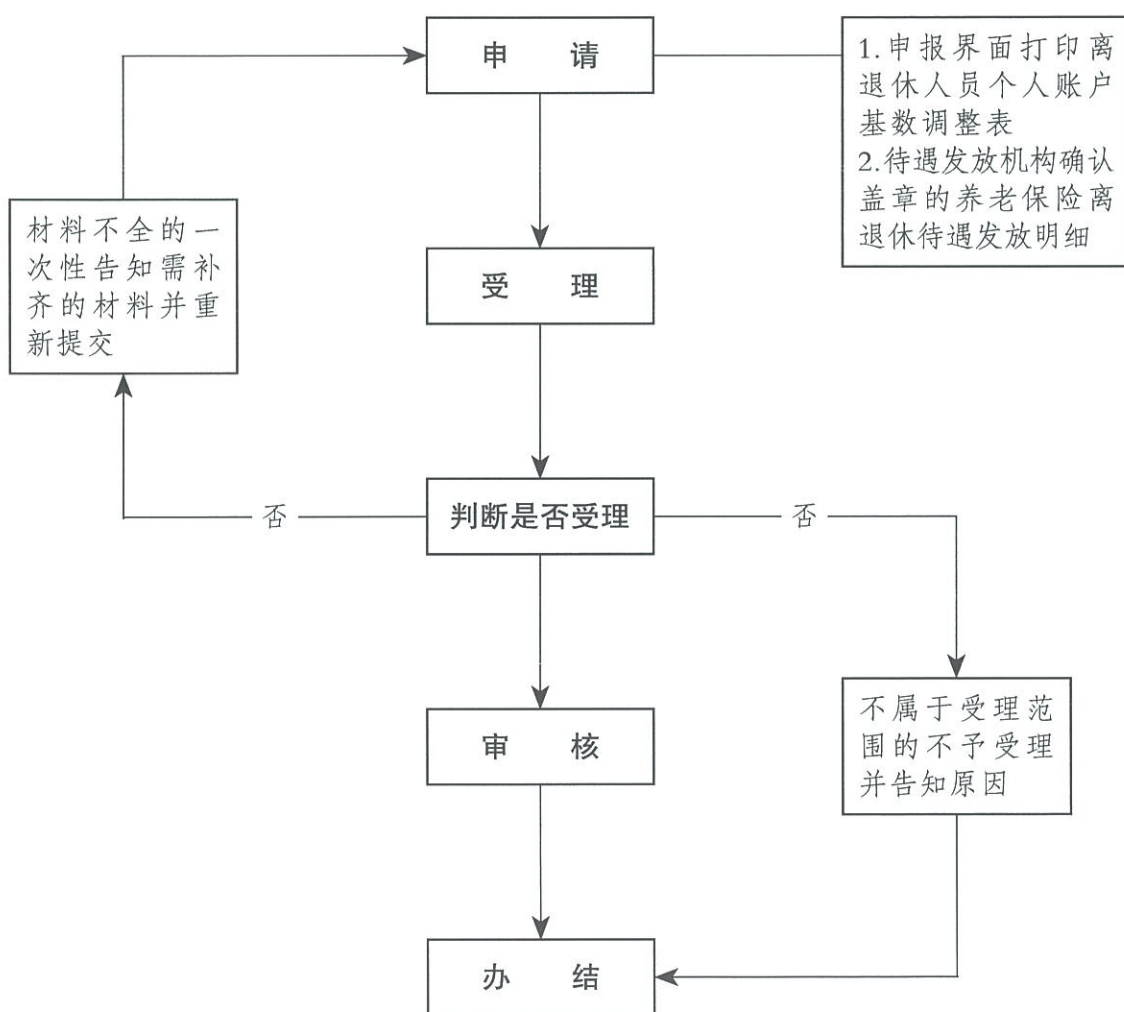 申 请
1.申报界面打印离
退休人员个人账户
基数调整表
2.待遇发放机构确认
盖章的养老保险离
退休待遇发放明细
材料不全的一
次性告知需补
齐的材料并重
新提交
受 理
否
判断是否受理
否
审 核
不属于受理范
围的不予受理
并告知原因
办 结